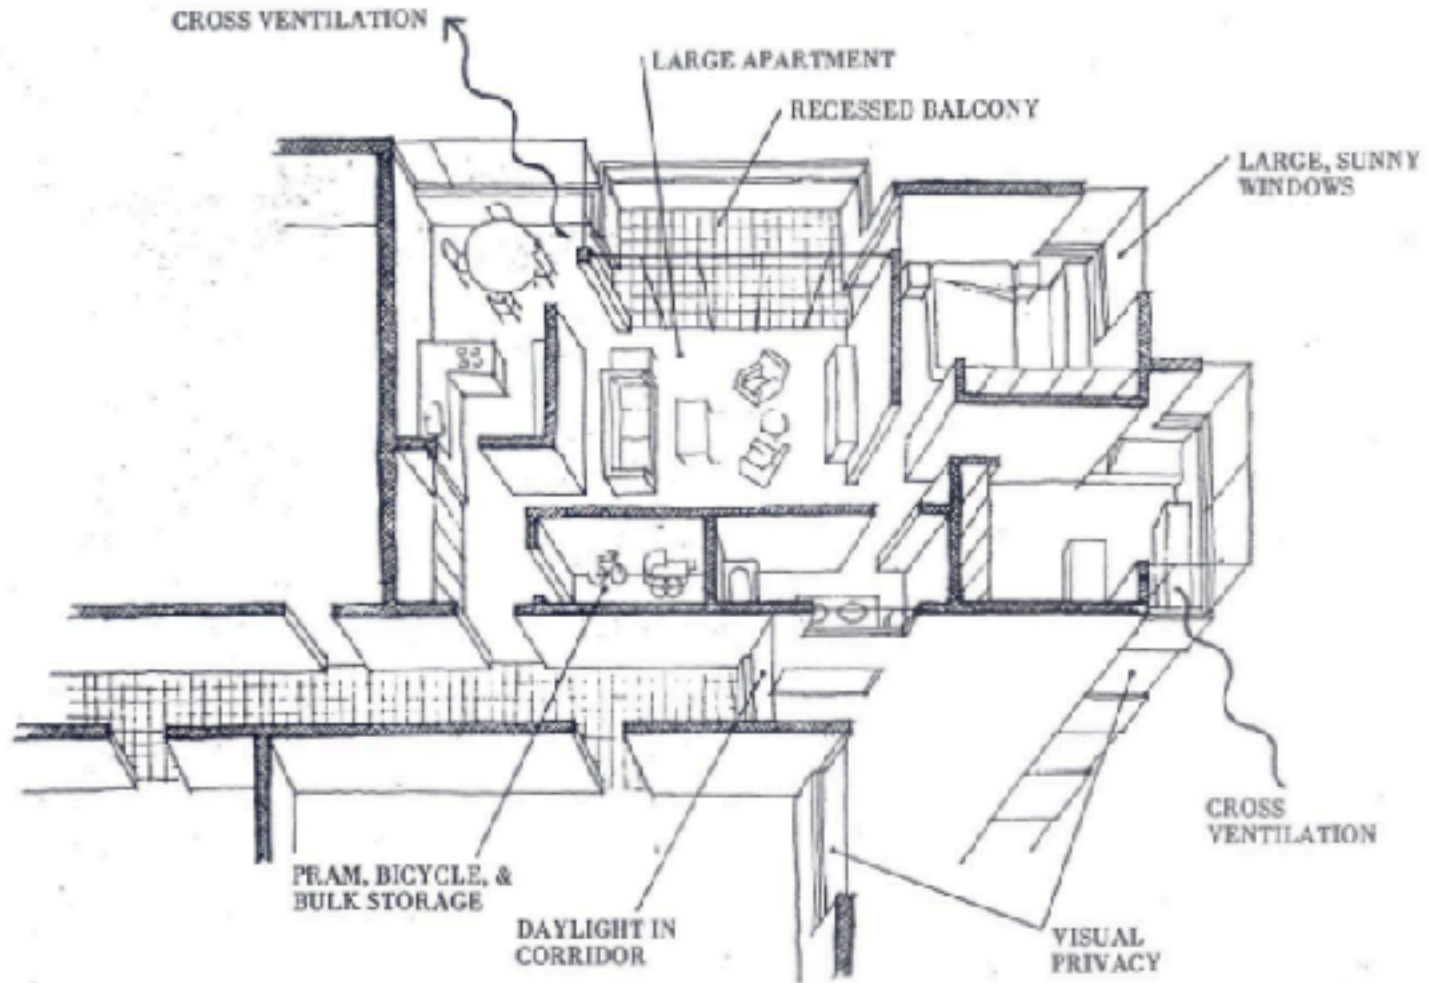 CROSS VENTILATION
LARGE APARTMENT
RECESSED BALCONY
LARGE, SUNNY
WINDOWS
CROSS
VENTILATION
PRAM, BICYCLE, &
BULK STORAGE
DAYLIGHT IN
CORRIDOR
VISUAL
PRIVACY